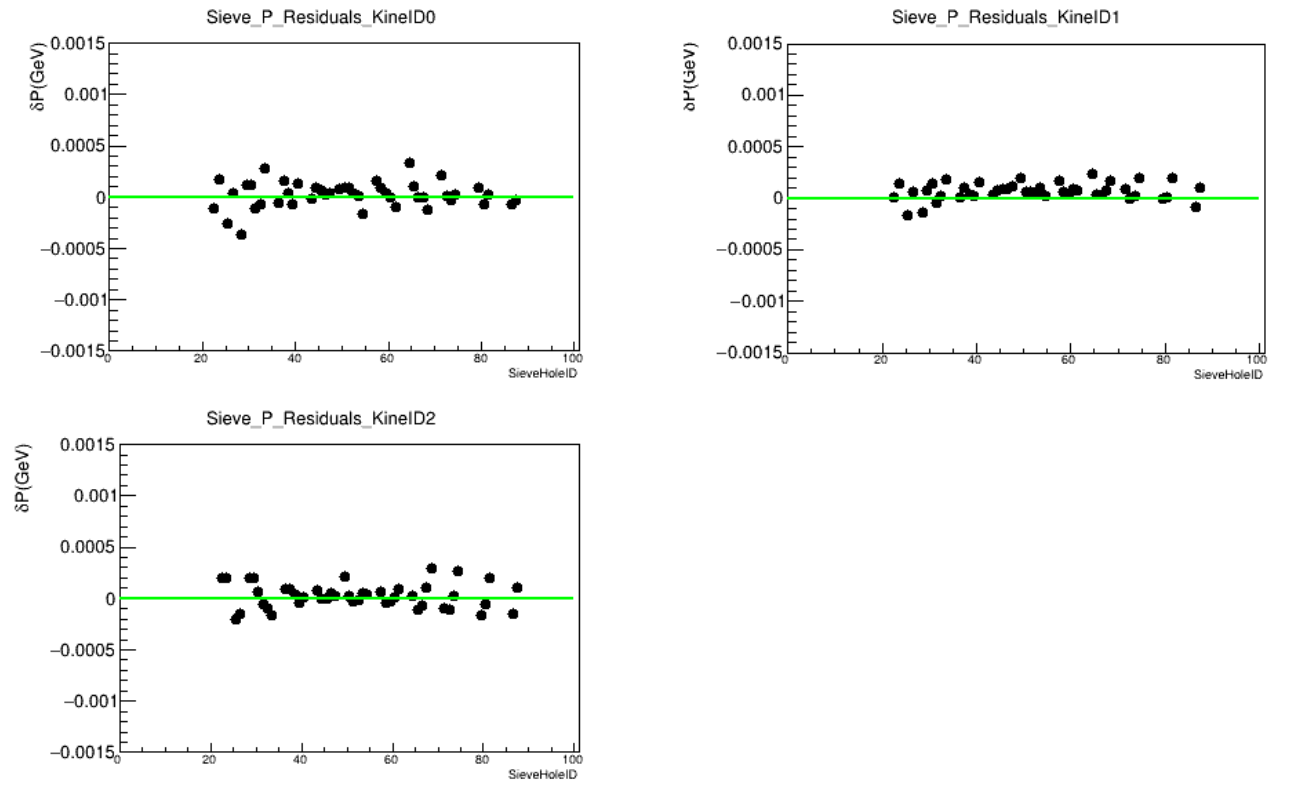 Sieve_P_Residuals_KineID0
δP(GeV)
0.0015
0.001
0.0005
0
−0.0005
−0.001
−0.0015
0 20 40 60 80 100
SieveHoleID
Sieve_P_Residuals_KineID1
δP(GeV)
0.0015
0.001
0.0005
0
−0.0005
−0.001
−0.0015
0 20 40 60 80 100
SieveHoleID
Sieve_P_Residuals_KineID2
δP(GeV)
0.0015
0.001
0.0005
0
−0.0005
−0.001
−0.0015
0 20 40 60 80 100
SieveHoleID